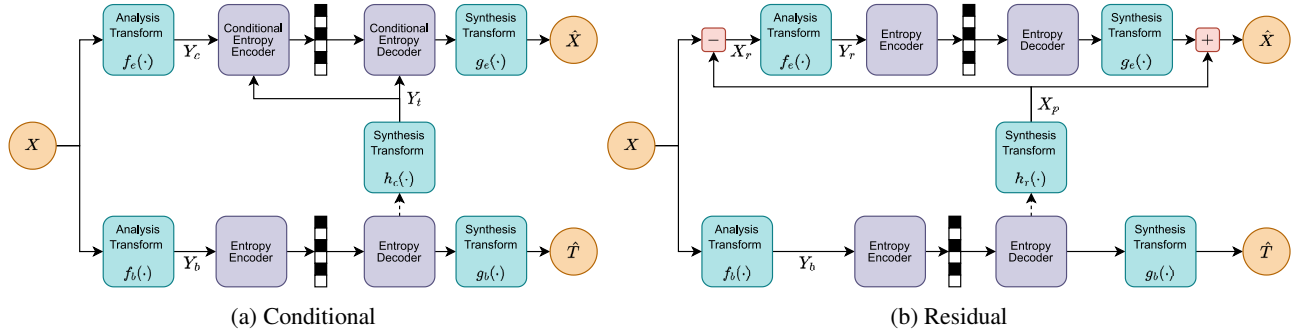 Analysis
Transform
f_e(·)
Y_c
Conditional
Entropy
Encoder
Conditional
Entropy
Decoder
Synthesis
Transform
g_e(·)
X̂
Y_t
X
Synthesis
Transform
h_c(·)
Analysis
Transform
f_b(·)
Y_b
Entropy
Encoder
Entropy
Decoder
Synthesis
Transform
g_b(·)
T̂
(a) Conditional
−
X_r
Analysis
Transform
f_e(·)
Y_r
Entropy
Encoder
Entropy
Decoder
Synthesis
Transform
g_e(·)
+
X̂
X_p
X
Synthesis
Transform
h_r(·)
Analysis
Transform
f_b(·)
Y_b
Entropy
Encoder
Entropy
Decoder
Synthesis
Transform
g_b(·)
T̂
(b) Residual